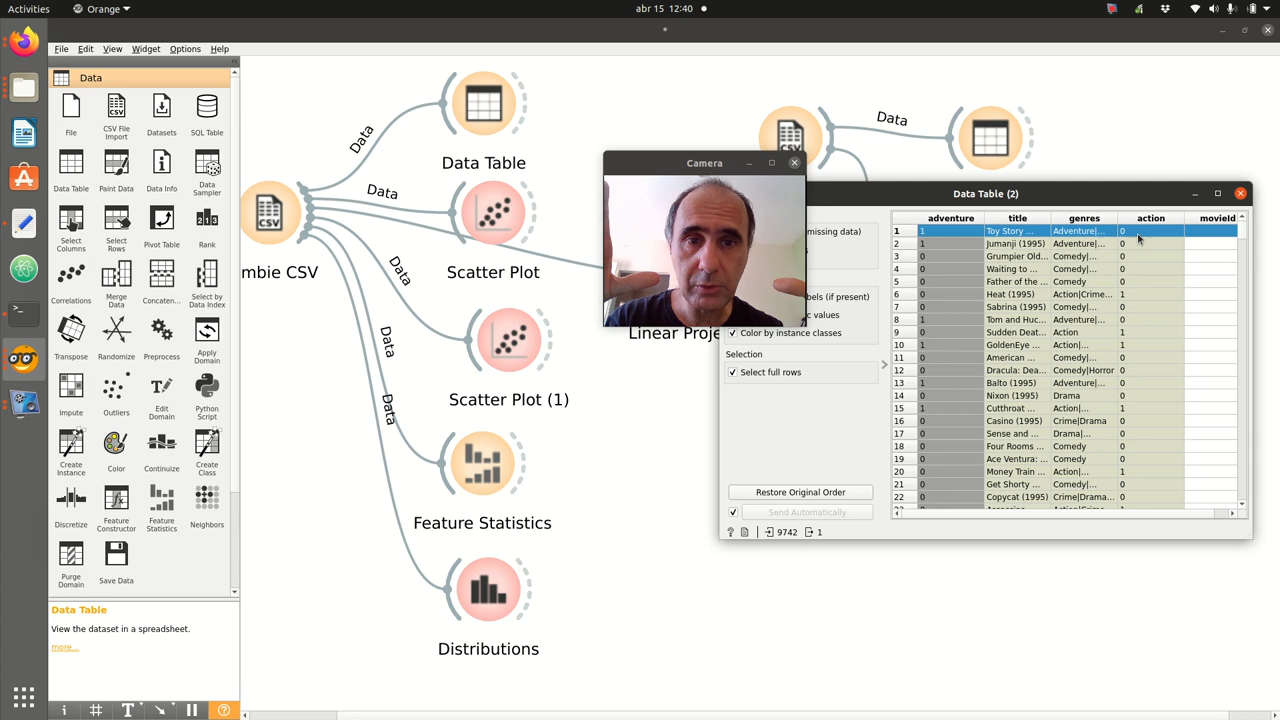 Activities
Orange
abr 15 12:40
File Edit View Widget Options Help
Data
File
CSV File Import
Datasets
SQL Table
Data Table
Paint Data
Data Info
Data Sampler
Select Columns
Select Rows
Pivot Table
Rank
Correlations
Merge Data
Concaten...
Select by Data Index
Transpose
Randomize
Preprocess
Apply Domain
Impute
Outliers
Edit Domain
Python Script
Create Instance
Color
Continuize
Create Class
Discretize
Feature Constructor
Feature Statistics
Neighbors
Purge Domain
Save Data
Data Table
View the dataset in a spreadsheet.
more...
mbie CSV
Data
Data
Data
Data
Data
Data Table
Scatter Plot
Scatter Plot (1)
Feature Statistics
Distributions
Linear Proje
Data
Camera
Data Table (2)
missing data)
bels (if present)
c values
Color by instance classes
Selection
Select full rows
Restore Original Order
Send Automatically
9742 1
adventure title genres action movieId
1 1 Toy Story ... Adventure|... 0
2 1 Jumanji (1995) Adventure|... 0
3 0 Grumpier Old... Comedy|... 0
4 0 Waiting to ... Comedy|... 0
5 0 Father of the ... Comedy 0
6 0 Heat (1995) Action|Crime... 1
7 0 Sabrina (1995) Comedy|... 0
8 1 Tom and Huc... Adventure|... 0
9 0 Sudden Deat... Action 1
10 1 GoldenEye ... Action|... 1
11 0 American ... Comedy|... 0
12 0 Dracula: Dea... Comedy|Horror 0
13 1 Balto (1995) Adventure|... 0
14 0 Nixon (1995) Drama 0
15 1 Cutthroat ... Action|... 1
16 0 Casino (1995) Crime|Drama 0
17 0 Sense and ... Drama|... 0
18 0 Four Rooms ... Comedy 0
19 0 Ace Ventura: ... Comedy 0
20 0 Money Train ... Action|... 1
21 0 Get Shorty ... Comedy|... 0
22 0 Copycat (1995) Crime|Drama... 0